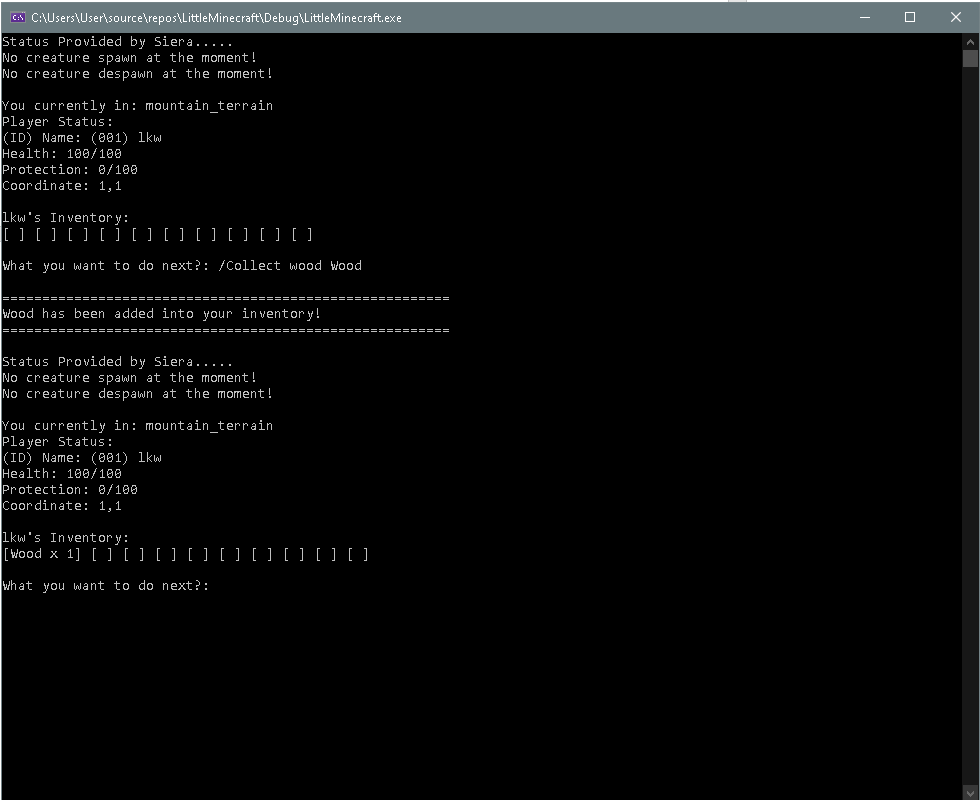 C:\Users\User\source\repos\LittleMinecraft\Debug\LittleMinecraft.exe
Status Provided by Siera.....
No creature spawn at the moment!
No creature despawn at the moment!
You currently in: mountain_terrain
Player Status:
(ID) Name: (001) lkw
Health: 100/100
Protection: 0/100
Coordinate: 1,1
lkw's Inventory:
[ ] [ ] [ ] [ ] [ ] [ ] [ ] [ ] [ ] [ ]
What you want to do next?: /Collect wood Wood
========================================================
Wood has been added into your inventory!
========================================================
Status Provided by Siera.....
No creature spawn at the moment!
No creature despawn at the moment!
You currently in: mountain_terrain
Player Status:
(ID) Name: (001) lkw
Health: 100/100
Protection: 0/100
Coordinate: 1,1
lkw's Inventory:
[Wood x 1] [ ] [ ] [ ] [ ] [ ] [ ] [ ] [ ] [ ]
What you want to do next?: